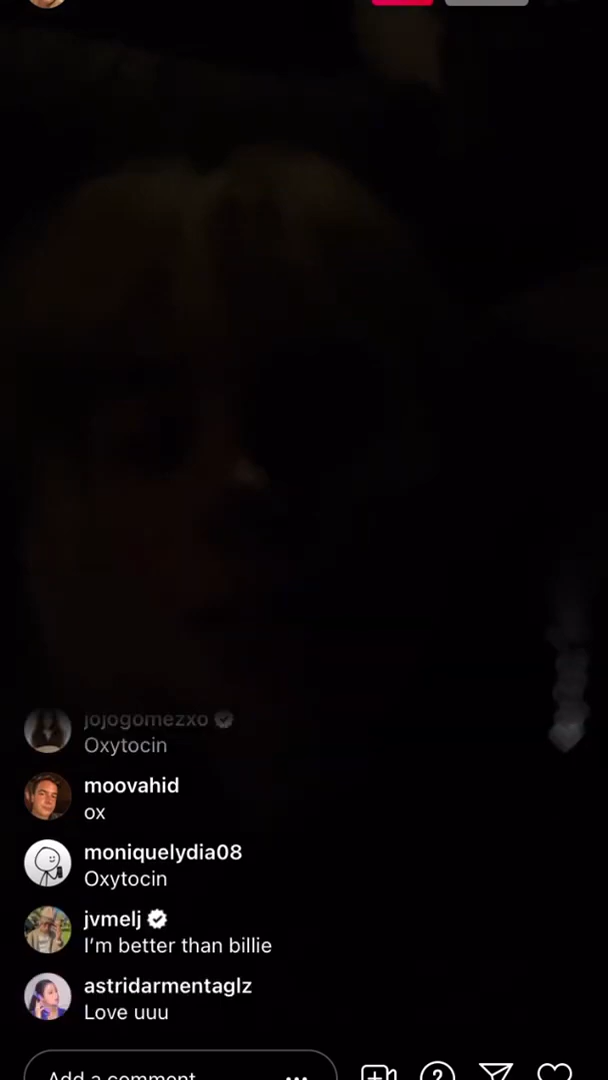 jojogomezxo
Oxytocin
moovahid
ox
moniquelydia08
Oxytocin
jvmelj
I’m better than billie
astridarmentaglz
Love uuu
Add a comment